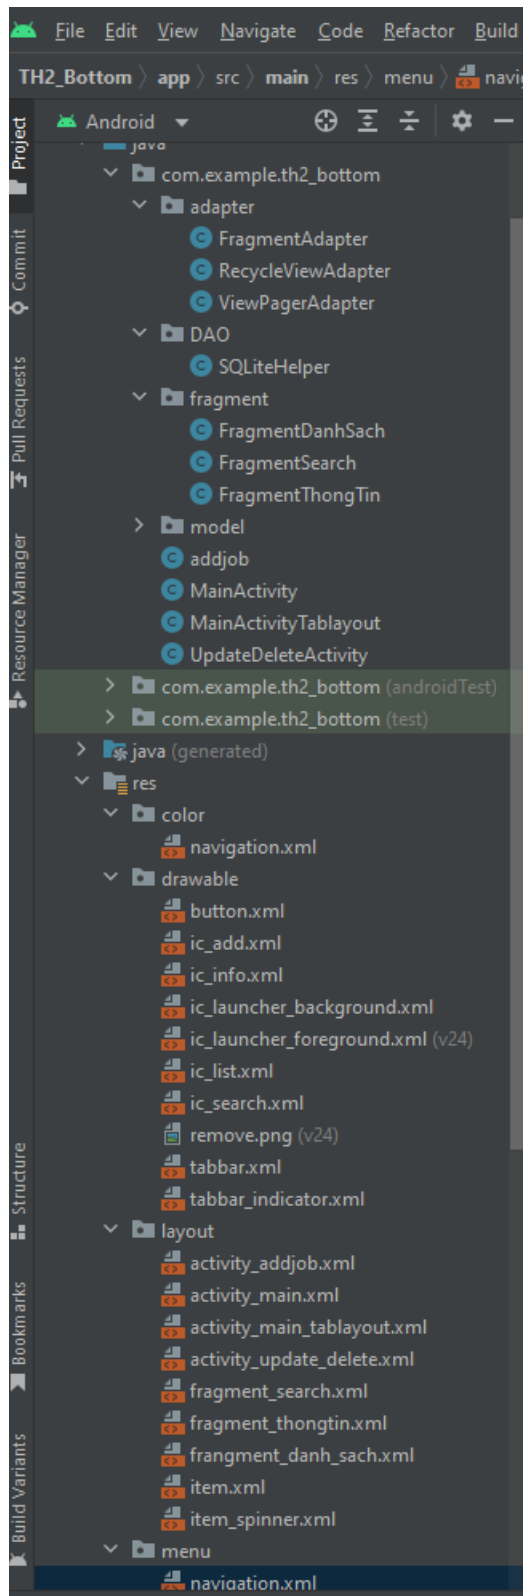 File Edit View Navigate Code Refactor Build
TH2_Bottom app src main res menu
Android
java
com.example.th2_bottom
adapter
FragmentAdapter
RecycleViewAdapter
ViewPagerAdapter
DAO
SQLiteHelper
fragment
FragmentDanhSach
FragmentSearch
FragmentThongTin
model
addjob
MainActivity
MainActivityTablayout
UpdateDeleteActivity
com.example.th2_bottom (androidTest)
com.example.th2_bottom (test)
java (generated)
res
color
navigation.xml
drawable
button.xml
ic_add.xml
ic_info.xml
ic_launcher_background.xml
ic_launcher_foreground.xml (v24)
ic_list.xml
ic_search.xml
remove.png (v24)
tabbar.xml
tabbar_indicator.xml
layout
activity_addjob.xml
activity_main.xml
activity_main_tablayout.xml
activity_update_delete.xml
fragment_search.xml
fragment_thongtin.xml
frangment_danh_sach.xml
item.xml
item_spinner.xml
menu
navigation.xml
Project
Commit
Pull Requests
Resource Manager
Structure
Bookmarks
Build Variants